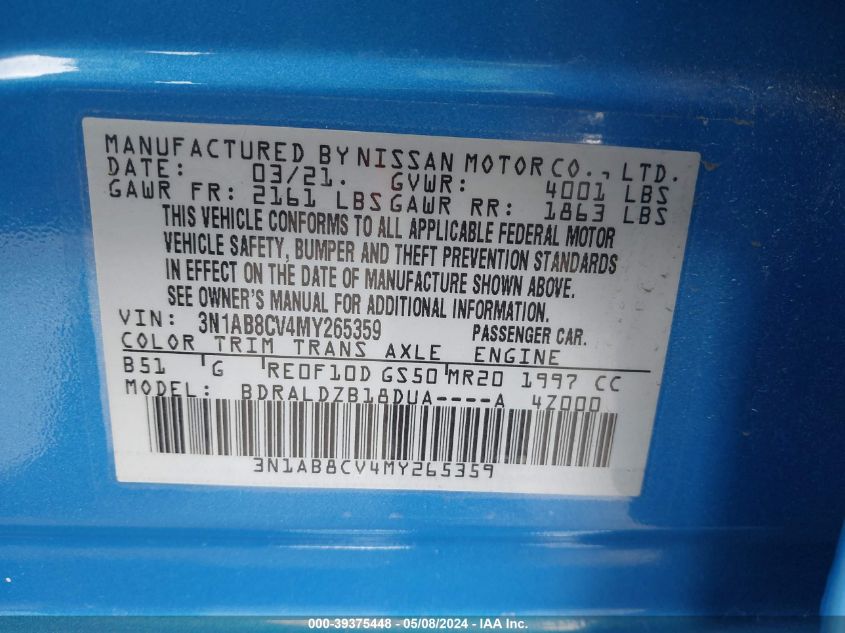 MANUFACTURED BY NISSAN MOTOR CO., LTD.
DATE: 03/21. GVWR: 4001 LBS
GAWR FR: 2161 LBS GAWR RR: 1863 LBS
THIS VEHICLE CONFORMS TO ALL APPLICABLE FEDERAL MOTOR
VEHICLE SAFETY, BUMPER AND THEFT PREVENTION STANDARDS
IN EFFECT ON THE DATE OF MANUFACTURE SHOWN ABOVE.
SEE OWNER'S MANUAL FOR ADDITIONAL INFORMATION.
VIN: 3N1AB8CV4MY265359 PASSENGER CAR.
COLOR TRIM TRANS AXLE ENGINE
B51 G RE0F10D GS50 MR20 1997 CC
MODEL: BDRALDZB18DUA----A 4Z000
3N1AB8CV4MY265359
000-39375448 - 05/08/2024 - IAA Inc.